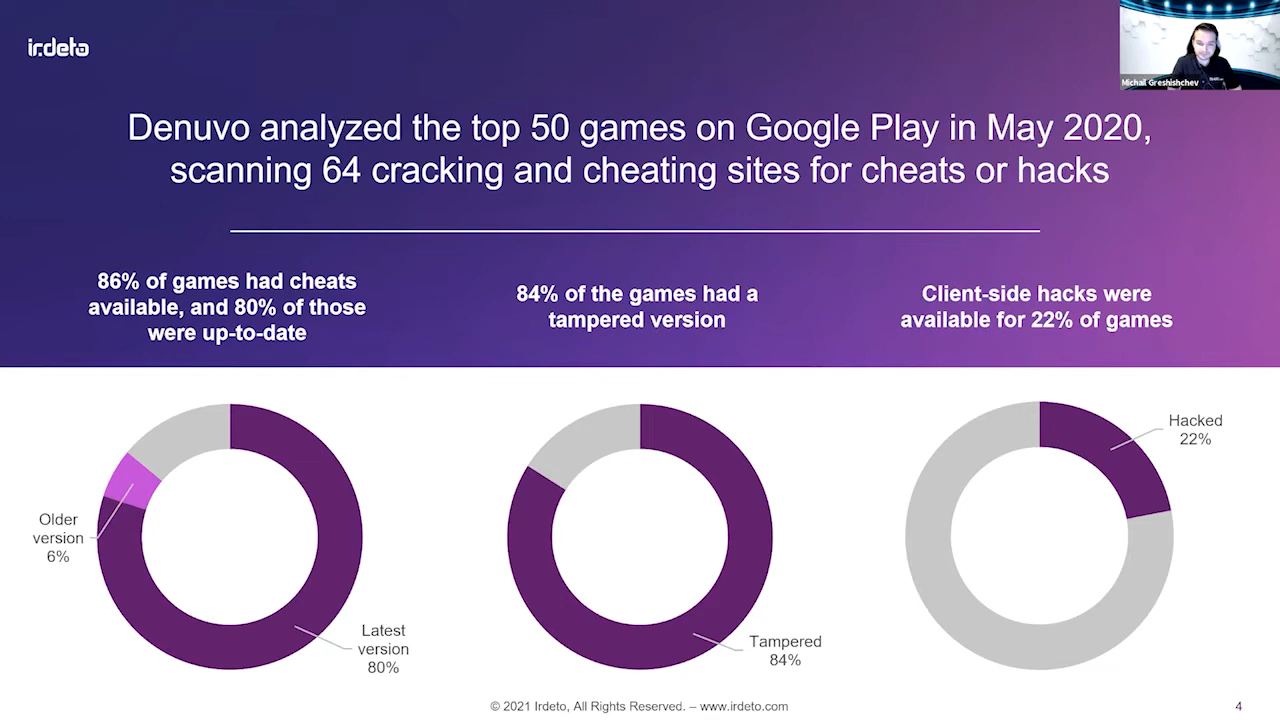 irdeto
Michail Greshishchev
Denuvo analyzed the top 50 games on Google Play in May 2020,
scanning 64 cracking and cheating sites for cheats or hacks
86% of games had cheats
available, and 80% of those
were up-to-date
84% of the games had a
tampered version
Client-side hacks were
available for 22% of games
Older
version
6%
Latest
version
80%
Tampered
84%
Hacked
22%
© 2021 Irdeto, All Rights Reserved. – www.irdeto.com
4